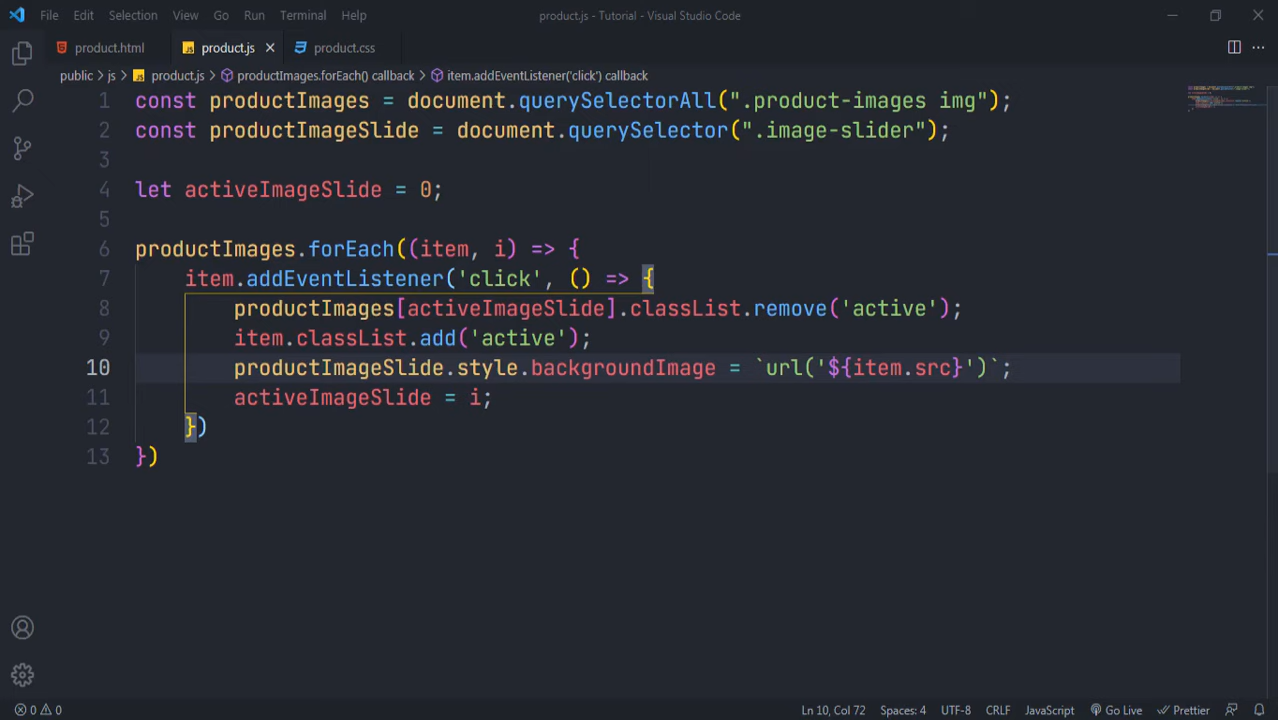 File Edit Selection View Go Run Terminal Help product.js - Tutorial - Visual Studio Code
product.html JS product.js product.css
public > js > JS product.js > productImages.forEach() callback > item.addEventListener('click') callback
1 const productImages = document.querySelectorAll(".product-images img");
2 const productImageSlide = document.querySelector(".image-slider");
3
4 let activeImageSlide = 0;
5
6 productImages.forEach((item, i) => {
7 item.addEventListener('click', () => {
8 productImages[activeImageSlide].classList.remove('active');
9 item.classList.add('active');
10 productImageSlide.style.backgroundImage = `url('${item.src}')`;
11 activeImageSlide = i;
12 })
13 })
0 0 Ln 10, Col 72 Spaces: 4 UTF-8 CRLF JavaScript Go Live Prettier